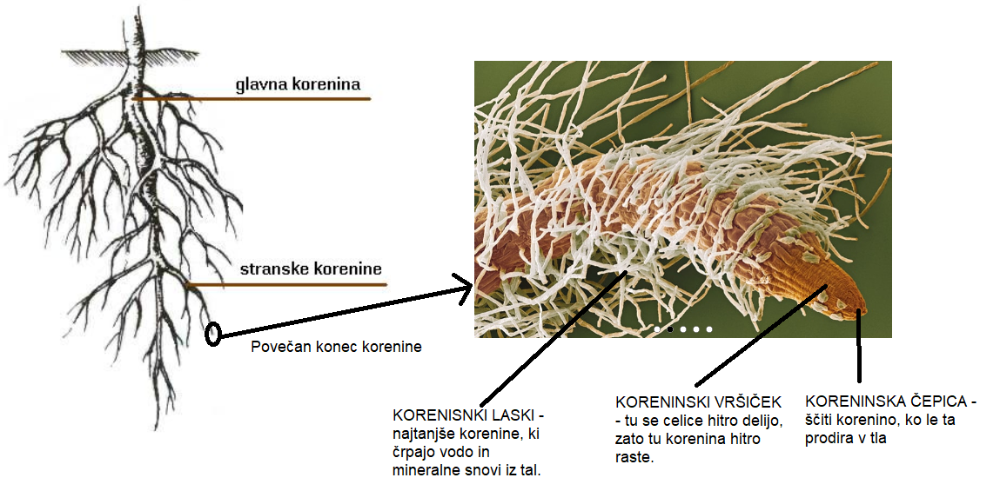 glavna korenina
stranske korenine
Povečan konec korenine
KORENISNKI LASKI -
najtanjše korenine, ki
črpajo vodo in
mineralne snovi iz tal.
KORENINSKI VRŠIČEK
- tu se celice hitro delijo,
zato tu korenina hitro
raste.
KORENINSKA ČEPICA -
ščiti korenino, ko le ta
prodira v tla